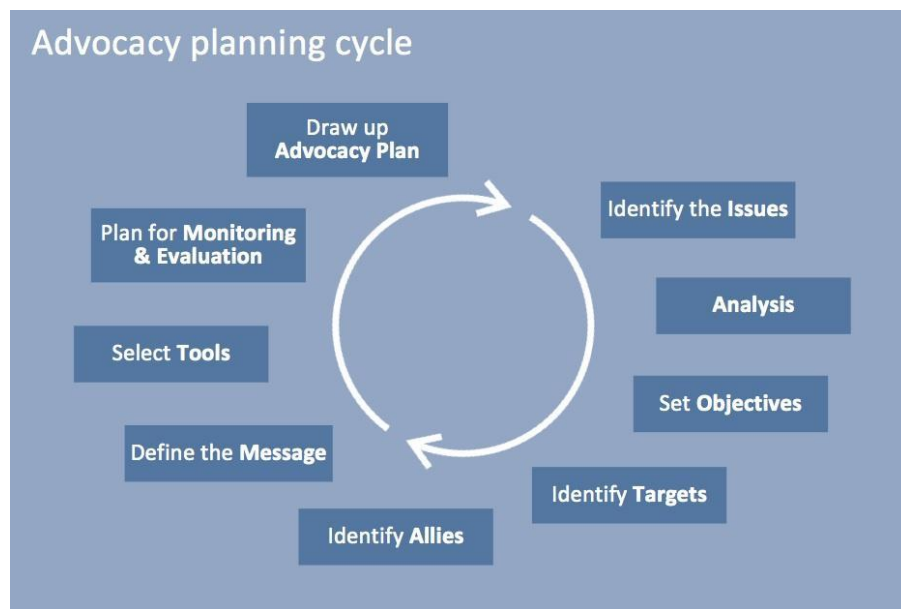 Advocacy planning cycle
Draw up
Advocacy Plan
Identify the Issues
Analysis
Set Objectives
Identify Targets
Identify Allies
Define the Message
Select Tools
Plan for Monitoring
& Evaluation